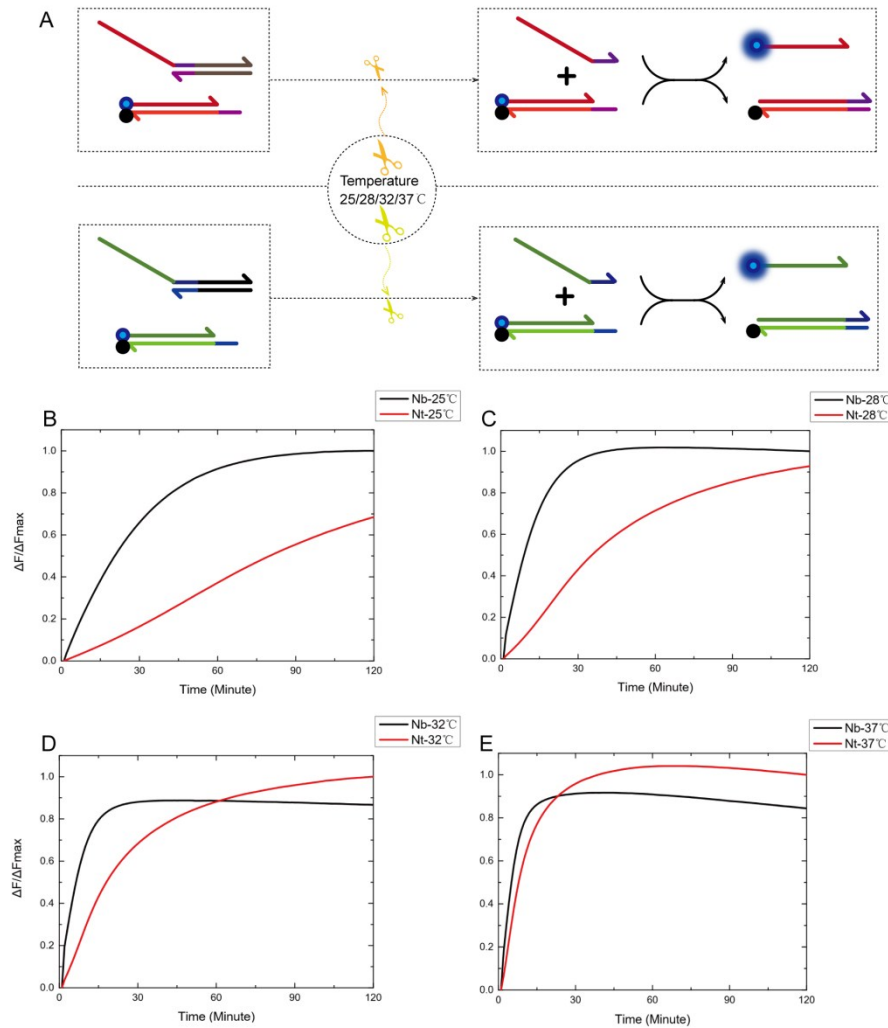 A
Temperature
25/28/32/37℃
B
Nb-25℃
Nt-25℃
1.0
0.8
0.6
0.4
0.2
0.0
ΔF/ΔFmax
0 30 60 90 120
Time (Minute)
C
Nb-28℃
Nt-28℃
1.0
0.8
0.6
0.4
0.2
0.0
0 30 60 90 120
Time (Minute)
D
Nb-32℃
Nt-32℃
1.0
0.8
0.6
0.4
0.2
0.0
ΔF/ΔFmax
0 30 60 90 120
Time (Minute)
E
Nb-37℃
Nt-37℃
1.0
0.8
0.6
0.4
0.2
0.0
0 30 60 90 120
Time (Minute)